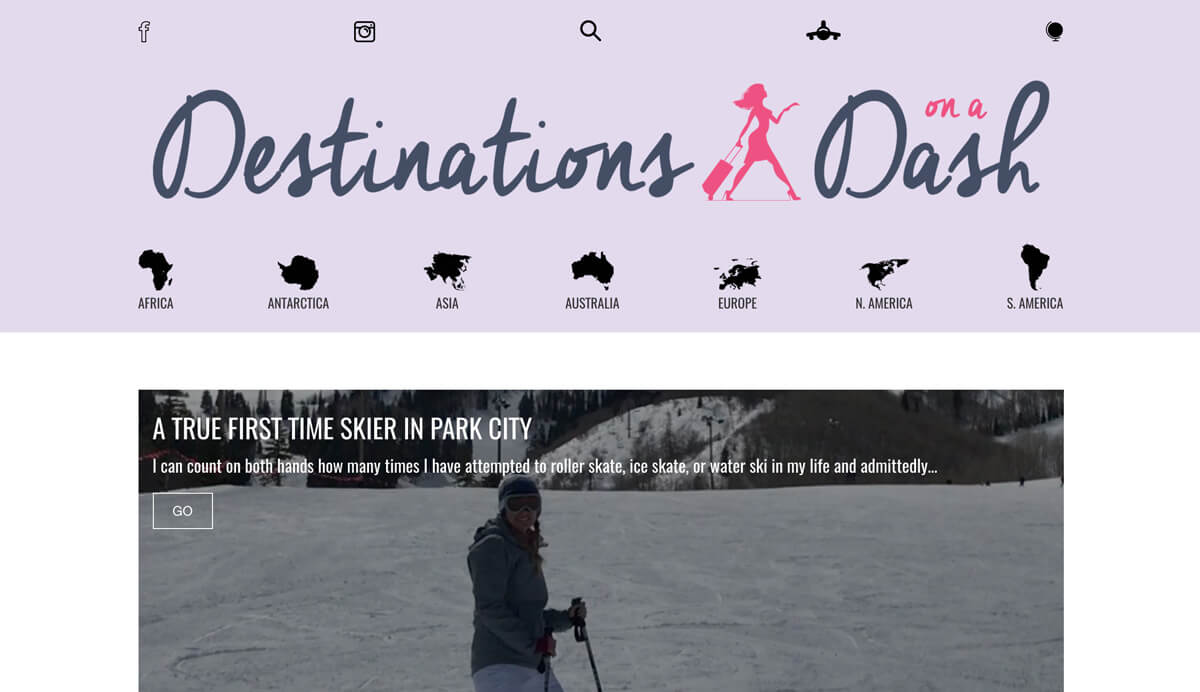 Destinations on a Dash
AFRICA
ANTARCTICA
ASIA
AUSTRALIA
EUROPE
N. AMERICA
S. AMERICA
A TRUE FIRST TIME SKIER IN PARK CITY
I can count on both hands how many times I have attempted to roller skate, ice skate, or water ski in my life and admittedly...
GO